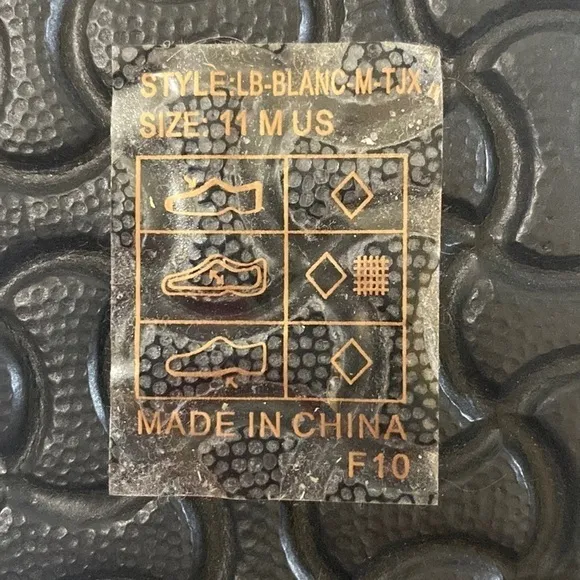 STYLE:LB-BLANC-M-TJX
SIZE: 11 M US
MADE IN CHINA
F10